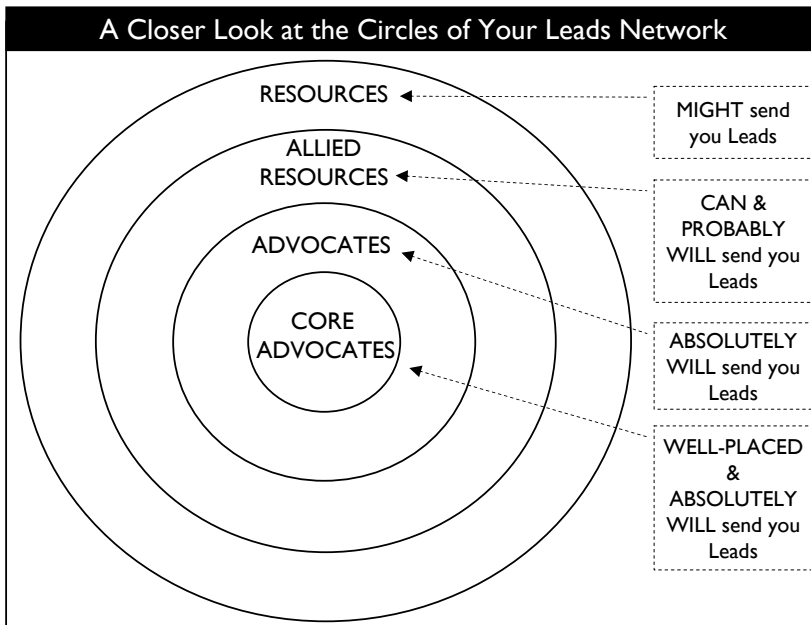 A Closer Look at the Circles of Your Leads Network
RESOURCES
MIGHT send
you Leads
ALLIED
RESOURCES
CAN &
PROBABLY
WILL send you
Leads
ADVOCATES
ABSOLUTELY
WILL send you
Leads
CORE
ADVOCATES
WELL-PLACED
&
ABSOLUTELY
WILL send you
Leads